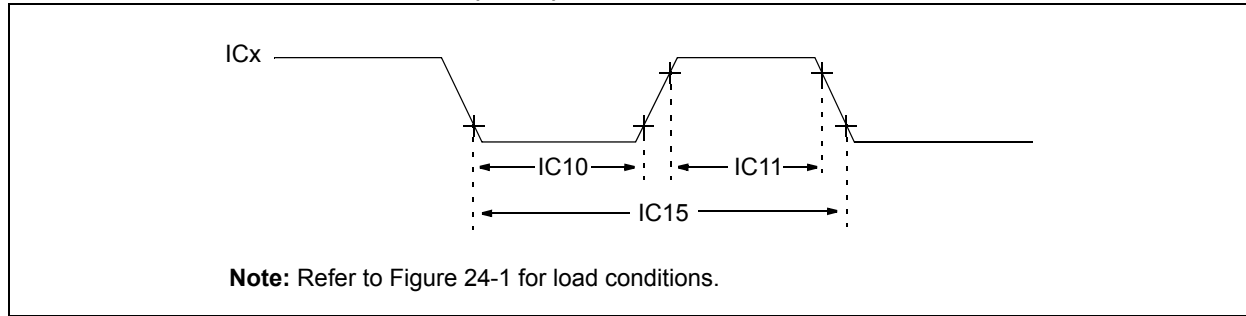 ICx
IC10
IC11
IC15
Note: Refer to Figure 24-1 for load conditions.